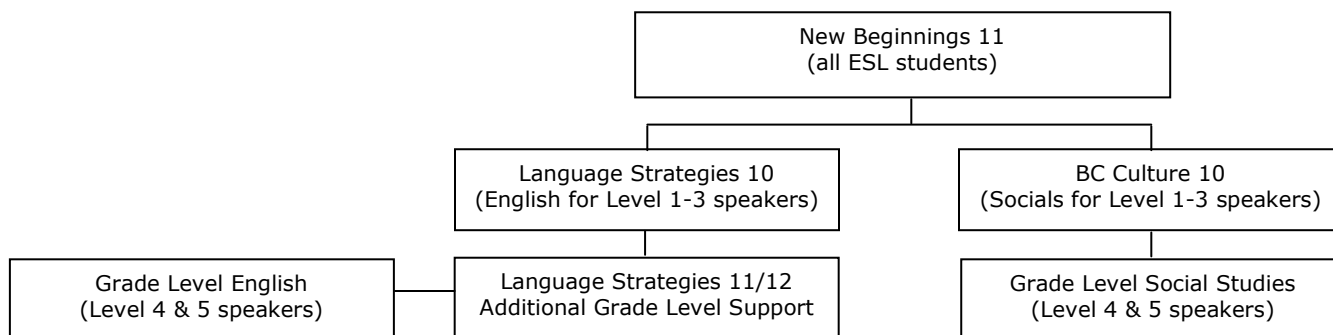 New Beginnings 11
(all ESL students)
Language Strategies 10
(English for Level 1-3 speakers)
BC Culture 10
(Socials for Level 1-3 speakers)
Grade Level English
(Level 4 & 5 speakers)
Language Strategies 11/12
Additional Grade Level Support
Grade Level Social Studies
(Level 4 & 5 speakers)